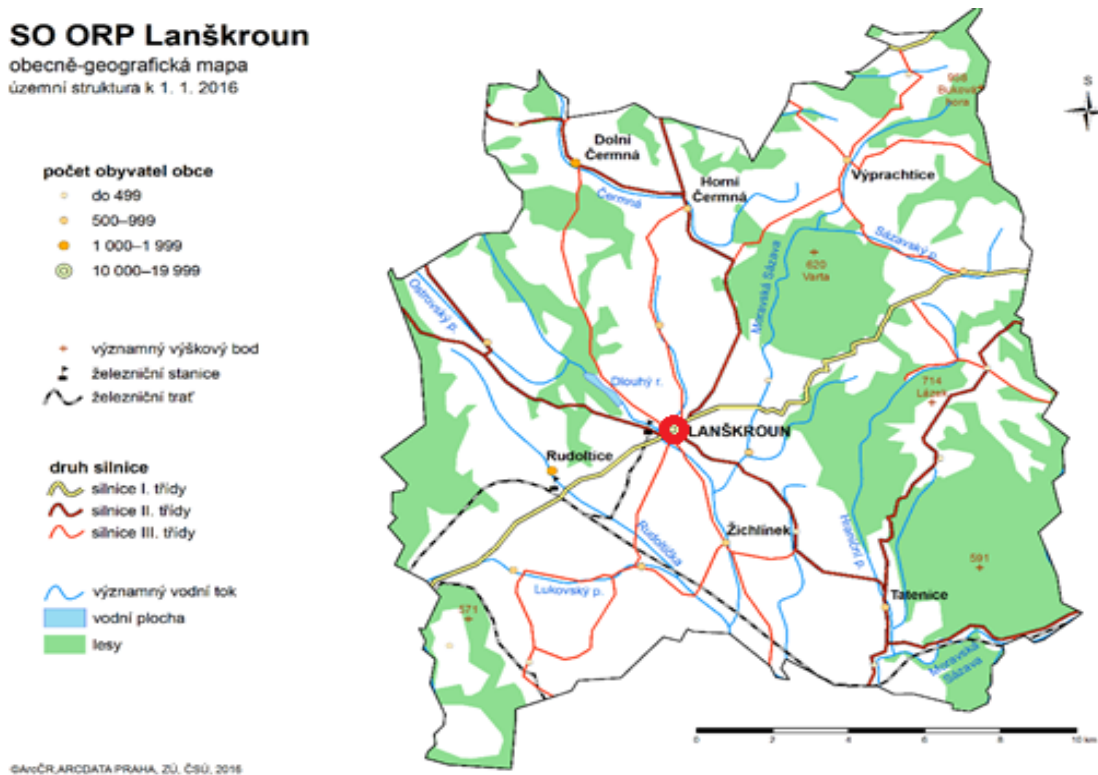 SO ORP Lanškroun
obecně-geografická mapa
územní struktura k 1. 1. 2016
počet obyvatel obce
do 499
500–999
1 000–1 999
10 000–19 999
významný výškový bod
železniční stanice
železniční trať
druh silnice
silnice I. třídy
silnice II. třídy
silnice III. třídy
významný vodní tok
vodní plocha
lesy
©ArcČR,ARCDATA PRAHA, ZÚ, ČSÚ, 2016
S
Buková
hora
Dolní
Čermná
Čermná
Horní
Čermná
Výprachtice
Sázavský p.
620
Varta
Moravská Sázava
Ostrovský p.
Dlouhý r.
714
Lázek
LANŠKROUN
Rudoltice
Rudoltička
Žichlínek
Hraniční p.
591
Lukovský p.
571
Tatenice
Moravská
Sázava
0 2 4 6 8 10 km